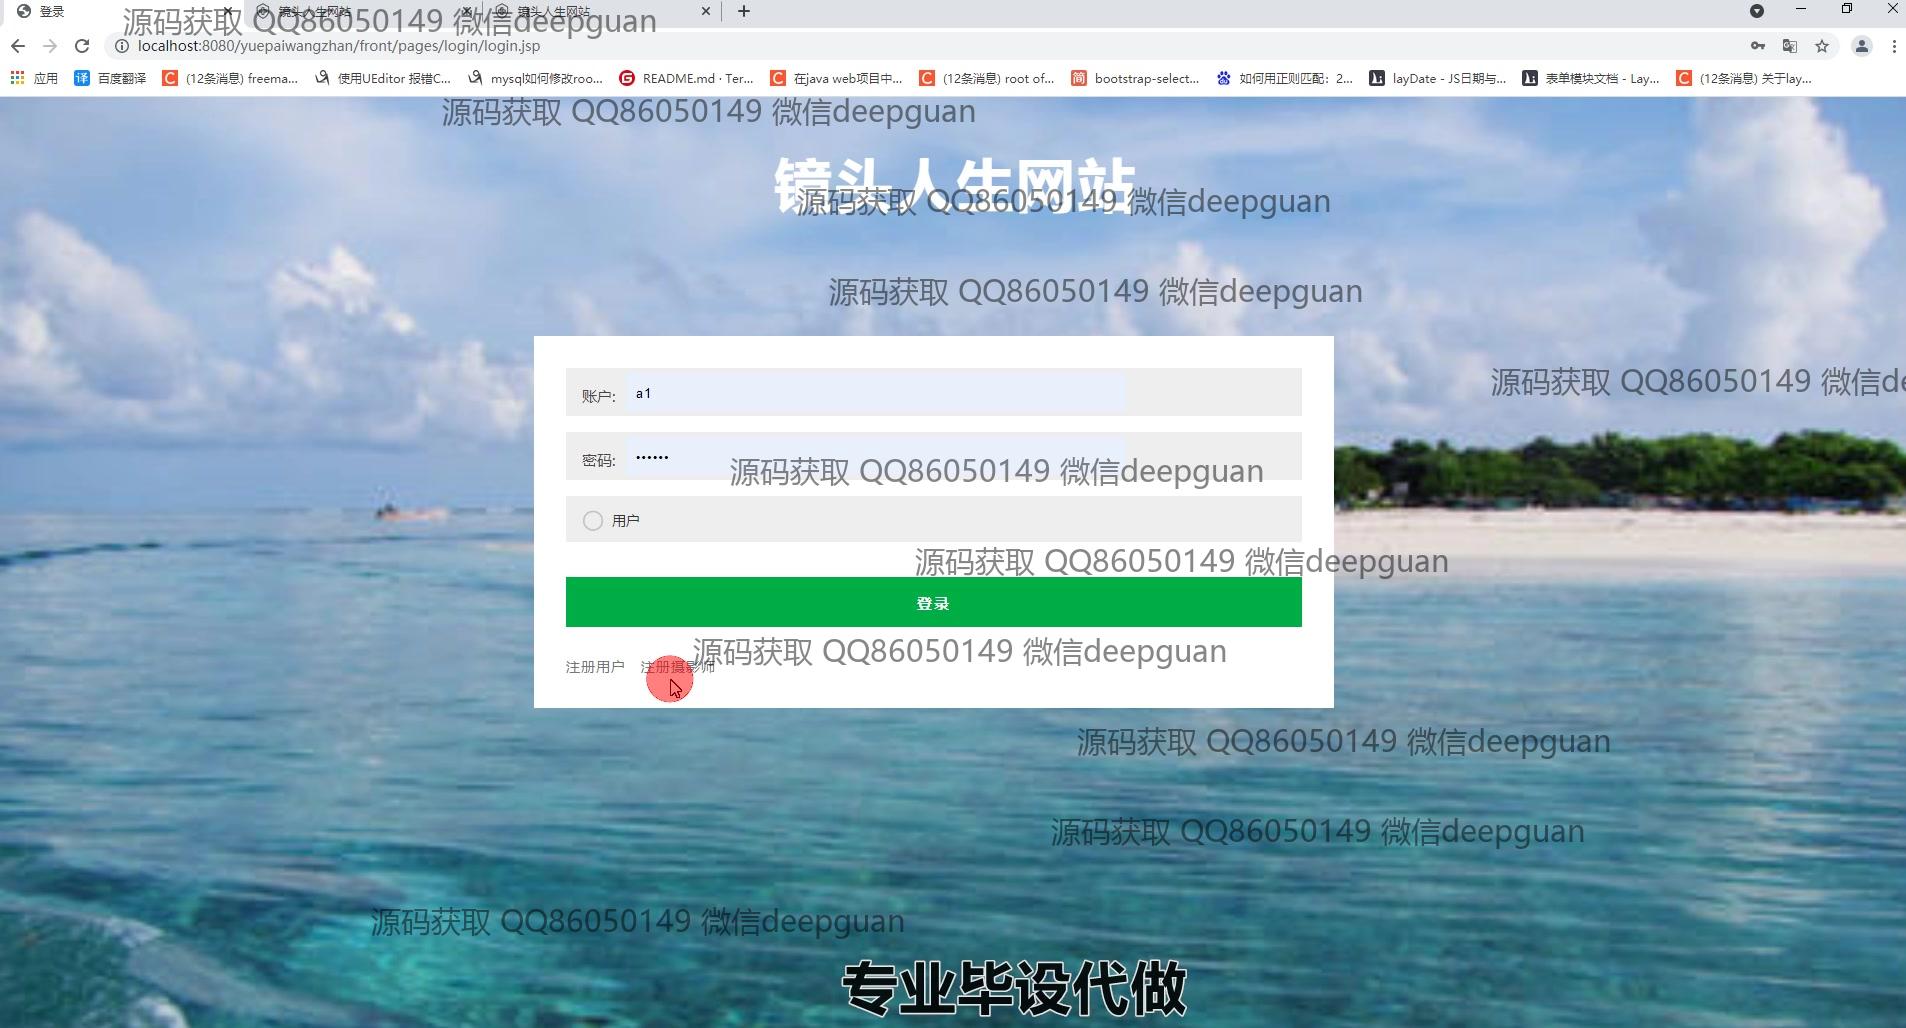 登录 镜头人生网站 镜头人生网站
源码获取 QQ86050149 微信deepguan
localhost:8080/yuepaiwangzhan/front/pages/login/login.jsp
应用 百度翻译 (12条消息) freema... 使用UEditor 报错C... mysql如何修改roo... README.md · Ter... 在java web项目中... (12条消息) root of... bootstrap-select... 如何用正则匹配：2... layDate - JS日期与... 表单模块文档 - Lay... (12条消息) 关于lay...
源码获取 QQ86050149 微信deepguan
镜头人生网站
源码获取 QQ86050149 微信deepguan
源码获取 QQ86050149 微信deepguan
源码获取 QQ86050149 微信de
账户: a1
密码: ••••••
源码获取 QQ86050149 微信deepguan
用户
源码获取 QQ86050149 微信deepguan
登录
源码获取 QQ86050149 微信deepguan
注册用户 注册摄影师
源码获取 QQ86050149 微信deepguan
源码获取 QQ86050149 微信deepguan
源码获取 QQ86050149 微信deepguan
专业毕设代做